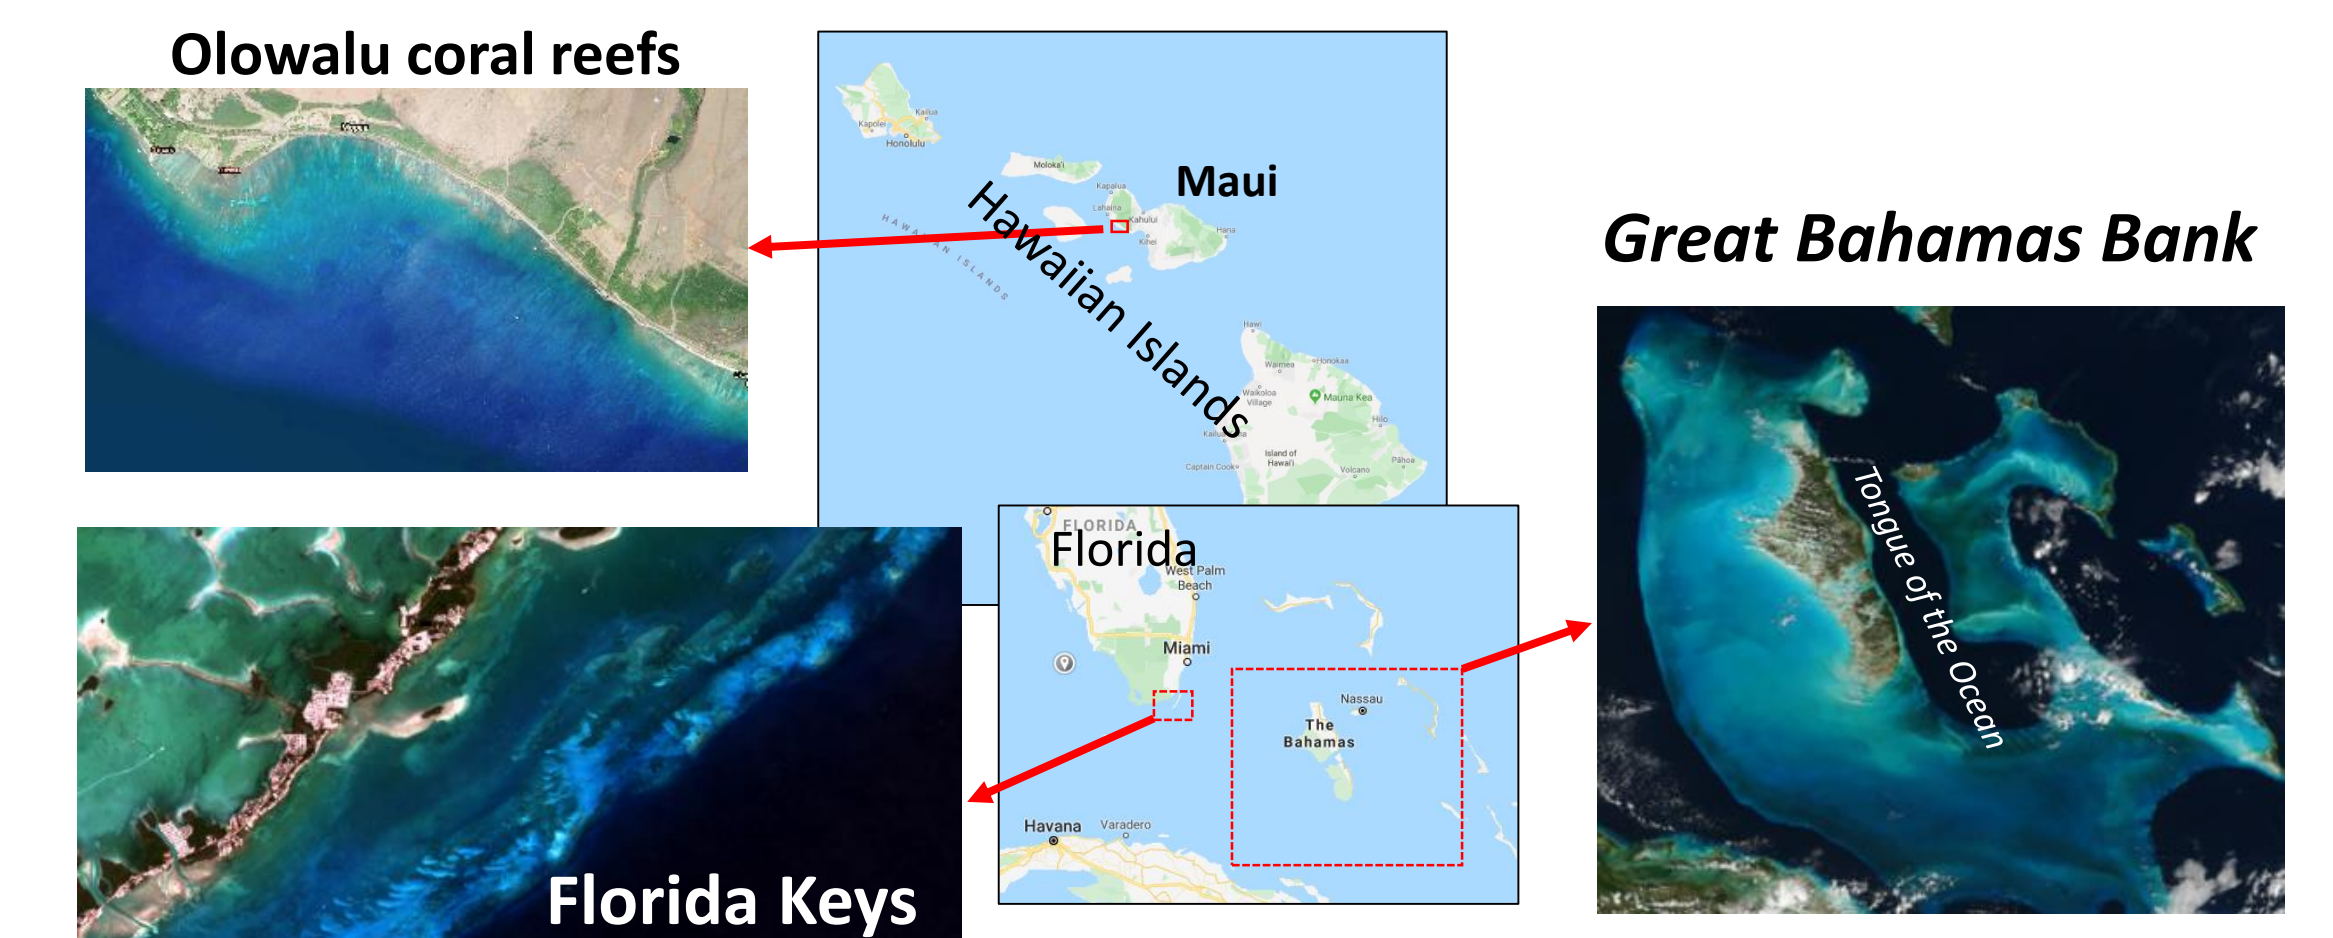 Olowalu coral reefs
Kailua
Kapolei
Honolulu
Moloka'i
Maui
Kapalua
Lahaina
Kahului
Kihei
Hana
HAWAIIAN ISLANDS
Hawaiian Islands
Hawi
Honokaa
Waimea
Waikoloa
Village
Mauna Kea
Hilo
Island of
Hawai'i
Captain Cook
Volcano
Pāhoa
Great Bahamas Bank
Tongue of the Ocean
FLORIDA
Florida
West Palm
Beach
Miami
Nassau
The
Bahamas
Havana
Varadero
Florida Keys